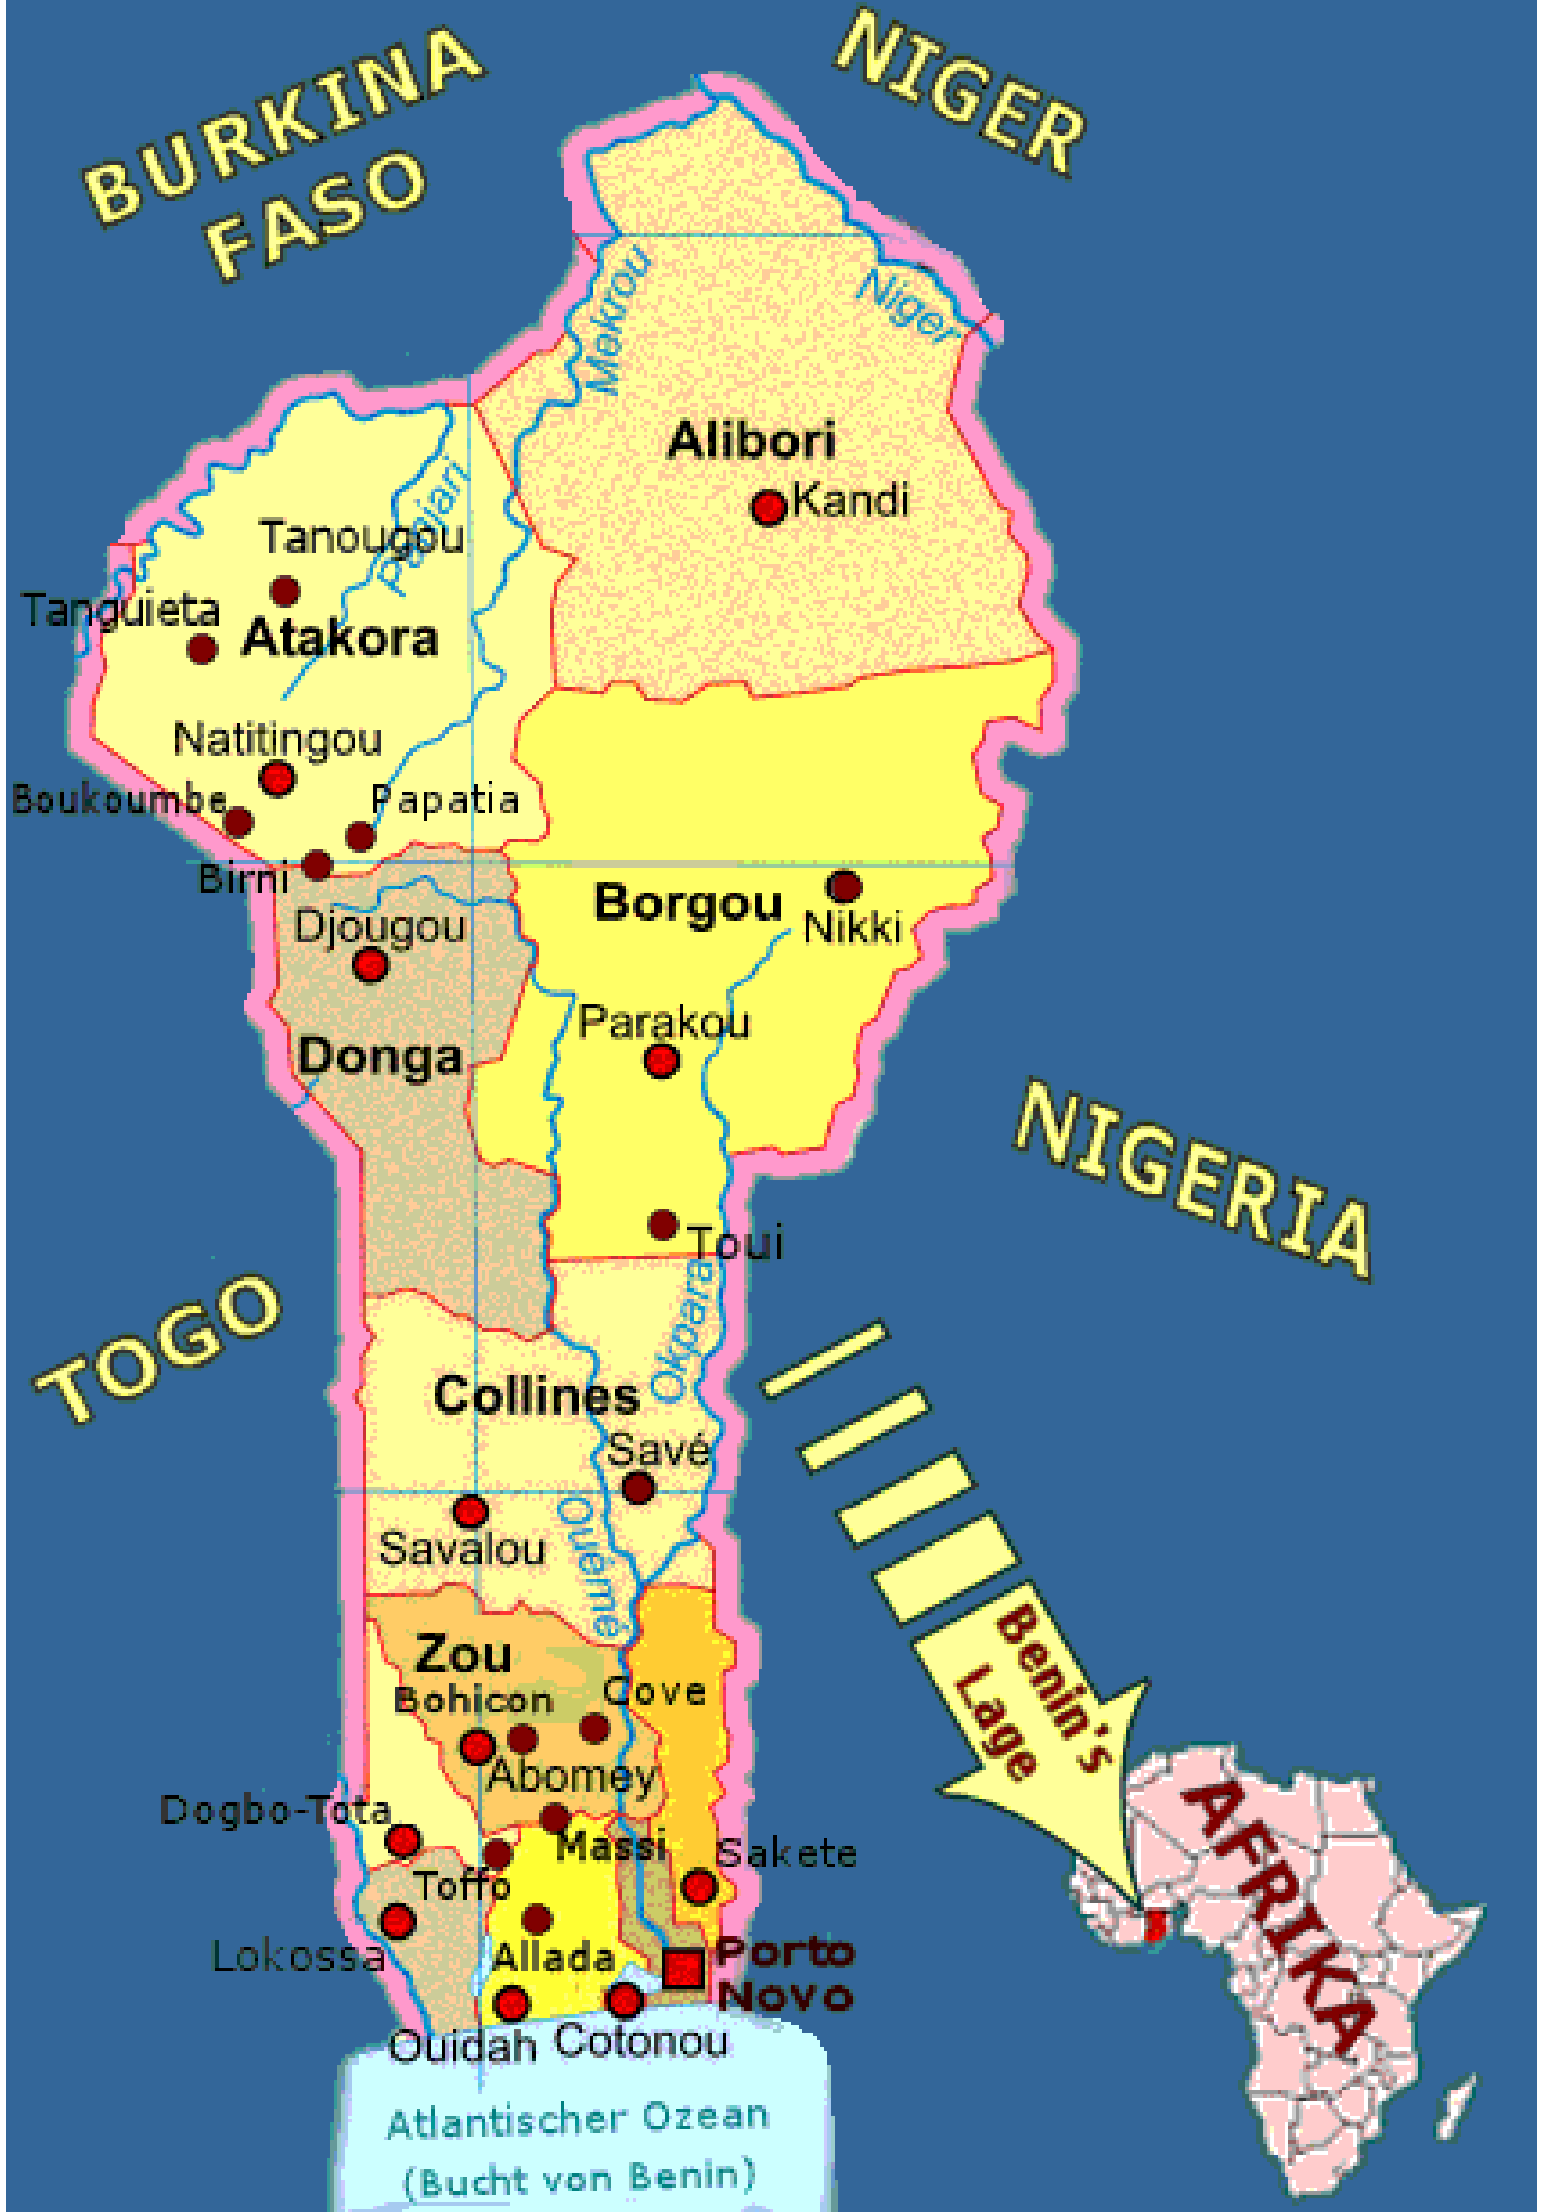 BURKINA
FASO
NIGER
Mekrou
Niger
Alibori
Kandi
Pendjari
Tanougou
Tanguieta
Atakora
Natitingou
Boukoumbe
Papatia
Birni
Djougou
Borgou
Nikki
Parakou
Donga
NIGERIA
Toui
TOGO
Okpara
Collines
Savé
Savalou
Ouémé
Zou
Bohicon
Cove
Abomey
Dogbo-Tota
Massi
Sakete
Toffo
Lokossa
Allada
Porto
Novo
Ouidah
Cotonou
Atlantischer Ozean
(Bucht von Benin)
Benin's
Lage
AFRIKA